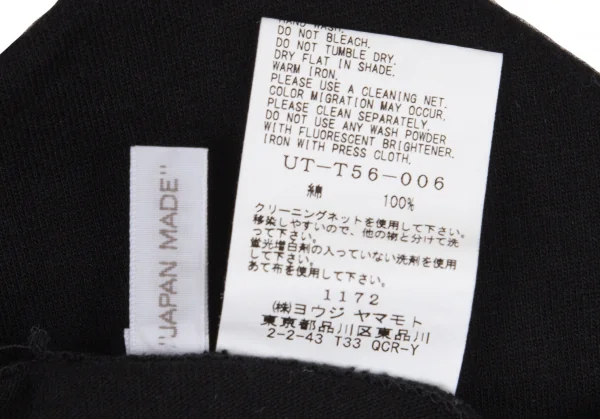 HAND WASH.
DO NOT BLEACH.
DO NOT TUMBLE DRY.
DRY FLAT IN SHADE.
WARM IRON.
PLEASE USE A CLEANING NET.
COLOR MIGRATION MAY OCCUR.
PLEASE CLEAN SEPARATELY.
DO NOT USE ANY WASH POWDER
WITH FLUORESCENT BRIGHTENER.
IRON WITH PRESS CLOTH.
UT-T56-006
綿 100%
クリーニングネットを使用して下さい。
移染しやすいので、他の物と分けて洗
って下さい。
蛍光増白剤の入っていない洗剤を使用
して下さい。
あて布を使用して下さい。
1172
㈱ヨウジ ヤマモト
東京都品川区東品川
2-2-43 T33 QCR-Y
"JAPAN MADE"